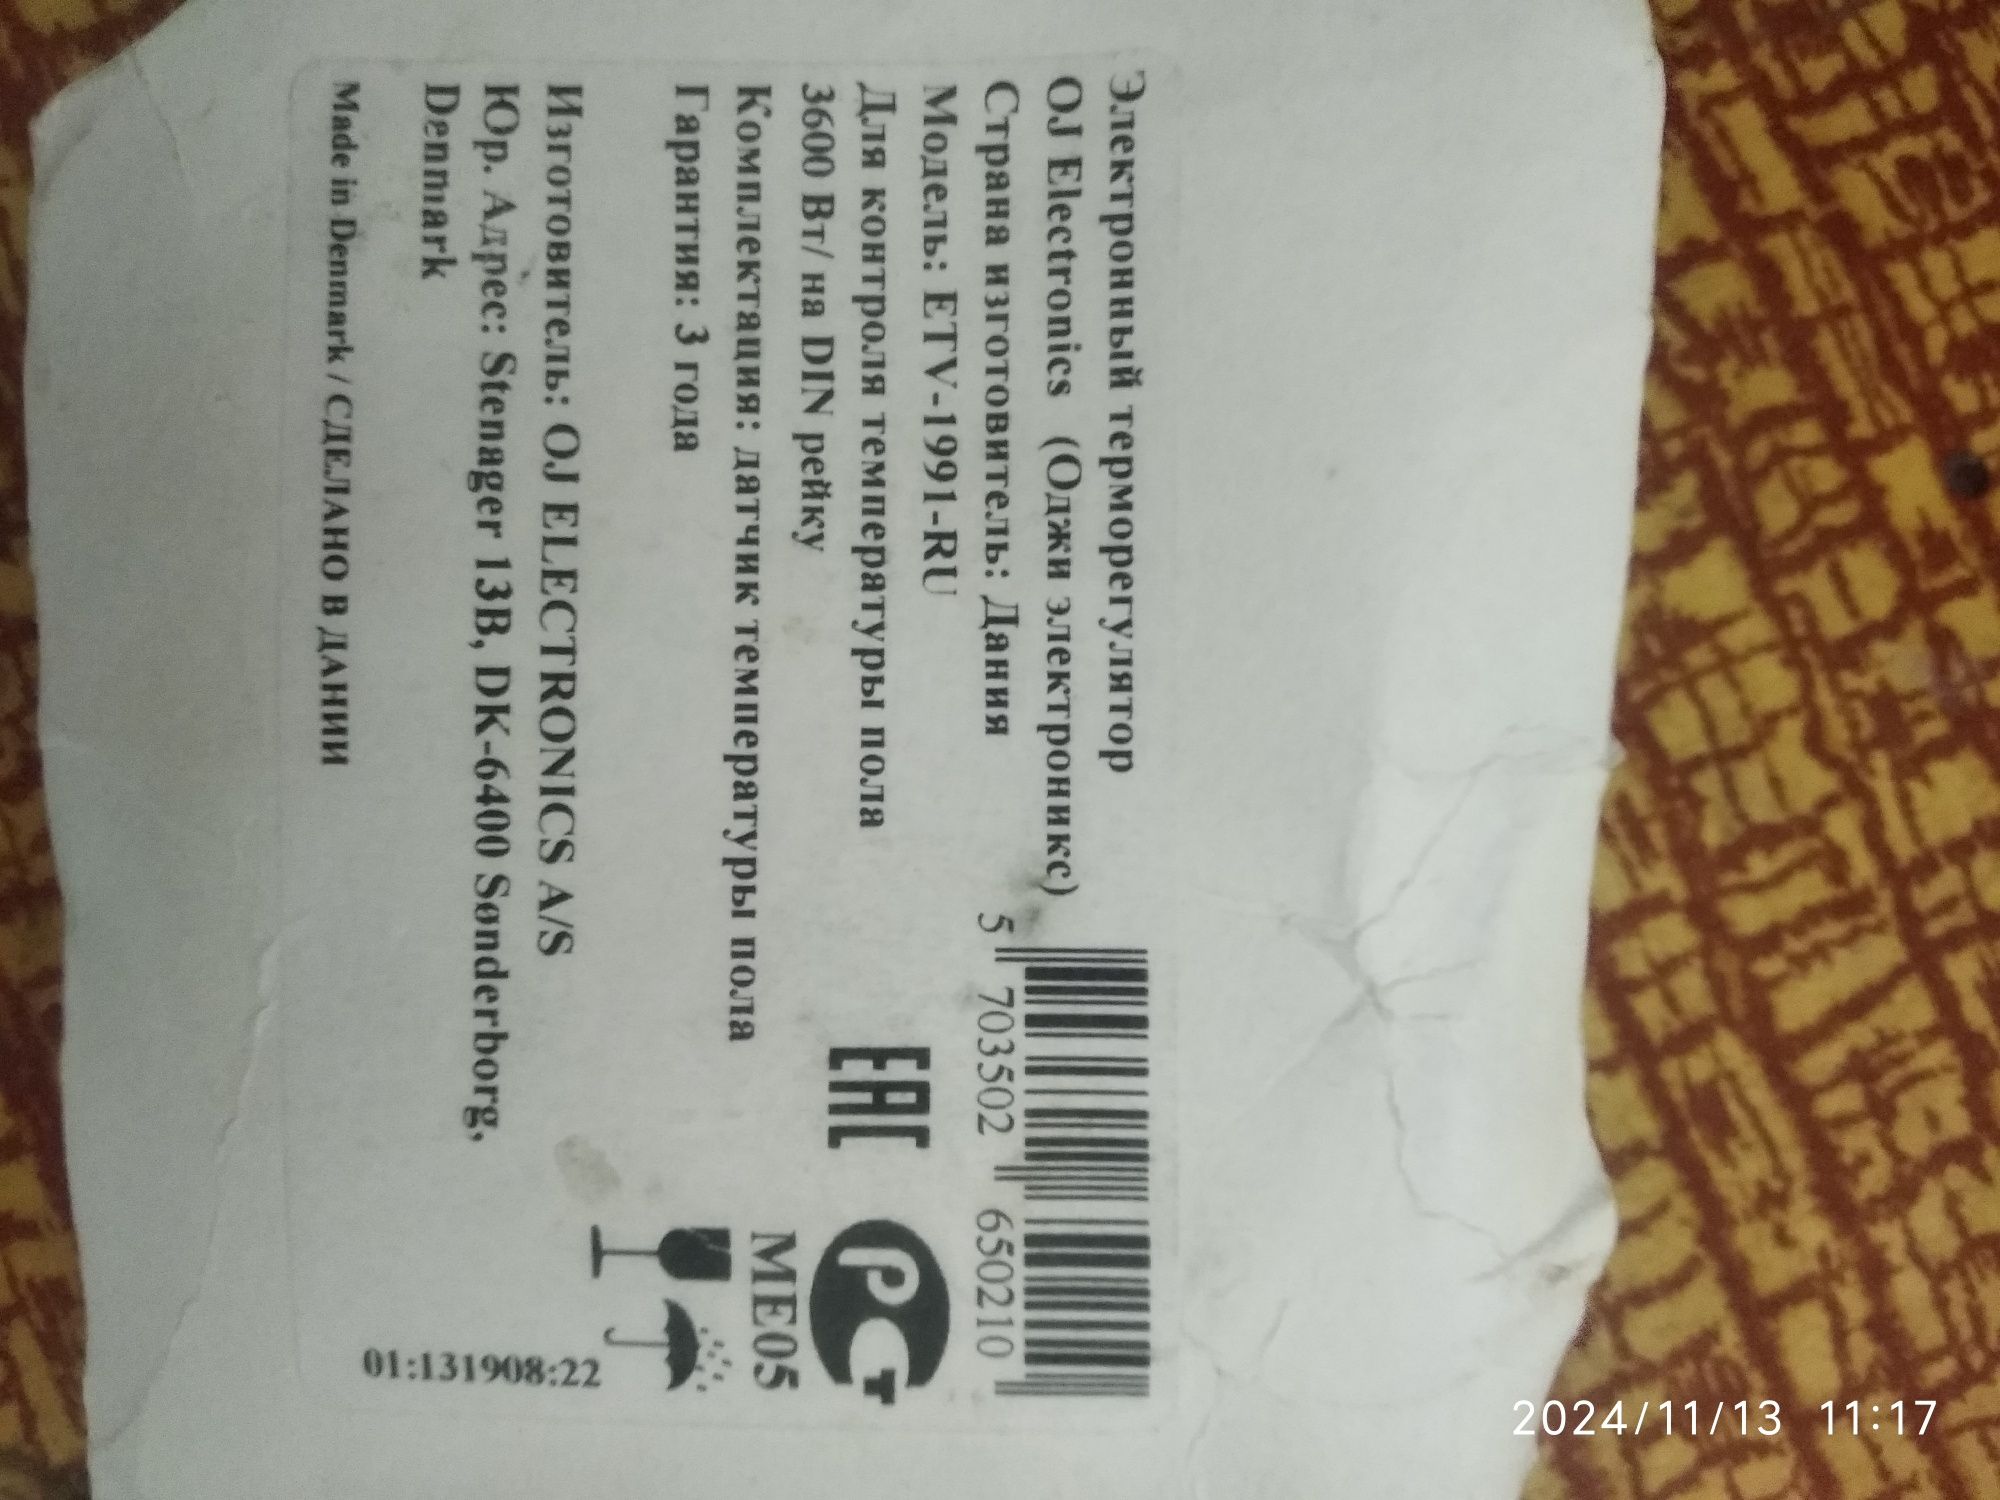 Электронный терморегулятор
OJ Electronics (Оджи электроникс)
Страна изготовитель: Дания
Модель: ETV-1991-RU
Для контроля температуры пола
3600 Вт/ на DIN рейку
Комплектация: датчик температуры пола
Гарантия: 3 года
5 703502 650210
ЕАС
РСТ
ME05
Изготовитель: OJ ELECTRONICS A/S
Юр. Адрес: Stenager 13B, DK-6400 Sønderborg,
Denmark
01:131908:22
Made in Denmark / СДЕЛАНО В ДАНИИ
2024/11/13 11:17